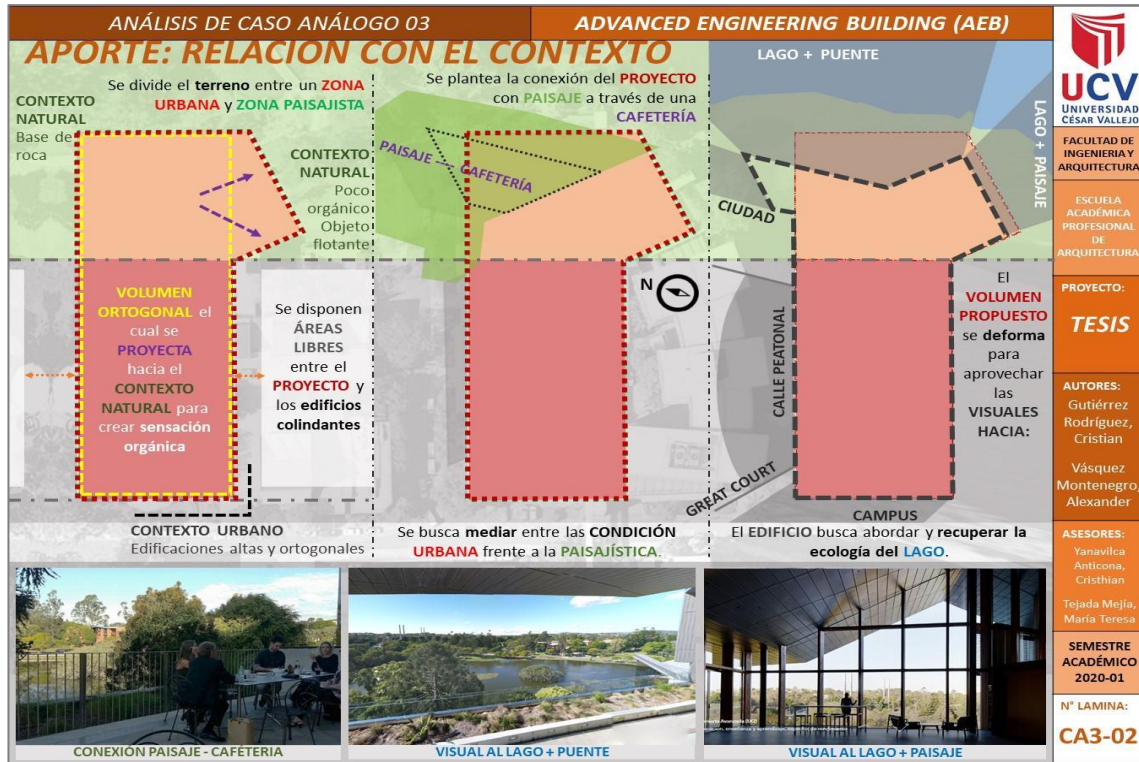 ANÁLISIS DE CASO ANÁLOGO 03
ADVANCED ENGINEERING BUILDING (AEB)
APORTE: RELACIÓN CON EL CONTEXTO
Se divide el terreno entre un ZONA
URBANA y ZONA PAISAJISTA
CONTEXTO
NATURAL
Base de
roca
CONTEXTO
NATURAL
Poco
orgánico
Objeto
flotante
VOLUMEN
ORTOGONAL el
cual se
PROYECTA
hacia el
CONTEXTO
NATURAL para
crear sensación
orgánica
Se disponen
ÁREAS
LIBRES
entre el
PROYECTO y
los edificios
colindantes
CONTEXTO URBANO
Edificaciones altas y ortogonales
Se plantea la conexión del PROYECTO
con PAISAJE a través de una
CAFETERÍA
PAISAJE --- CAFETERÍA
N
Se busca mediar entre las CONDICIÓN
URBANA frente a la PAISAJÍSTICA.
LAGO + PUENTE
LAGO + PAISAJE
CIUDAD
CALLE PEATONAL
GREAT COURT
CAMPUS
El
VOLUMEN
PROPUESTO
se deforma
para
aprovechar
las
VISUALES
HACIA:
El EDIFICIO busca abordar y recuperar la
ecología del LAGO.
CONEXIÓN PAISAJE - CAFÉTERIA
VISUAL AL LAGO + PUENTE
VISUAL AL LAGO + PAISAJE
UCV
UNIVERSIDAD
CÉSAR VALLEJO
FACULTAD DE
INGENIERIA Y
ARQUITECTURA
ESCUELA
ACADÉMICA
PROFESIONAL
DE
ARQUITECTURA
PROYECTO:
TESIS
AUTORES:
Gutiérrez
Rodríguez,
Cristian
Vásquez
Montenegro,
Alexander
ASESORES:
Yanavilca
Anticona,
Cristhian
Tejada Mejía,
María Teresa
SEMESTRE
ACADÉMICO
2020-01
N° LAMINA:
CA3-02